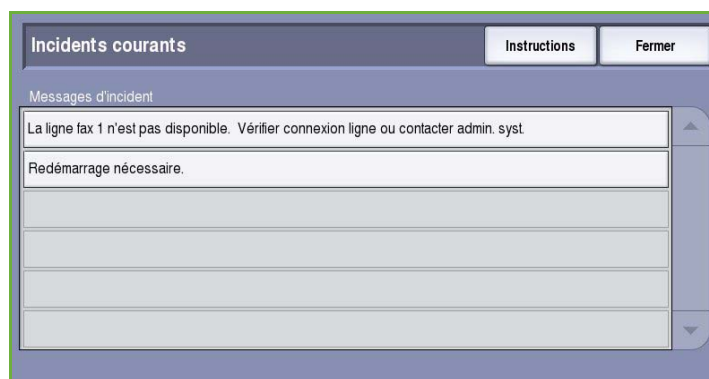 Incidents courants
Instructions
Fermer
Messages d'incident
La ligne fax 1 n'est pas disponible. Vérifier connexion ligne ou contacter admin. syst.
Redémarrage nécessaire.